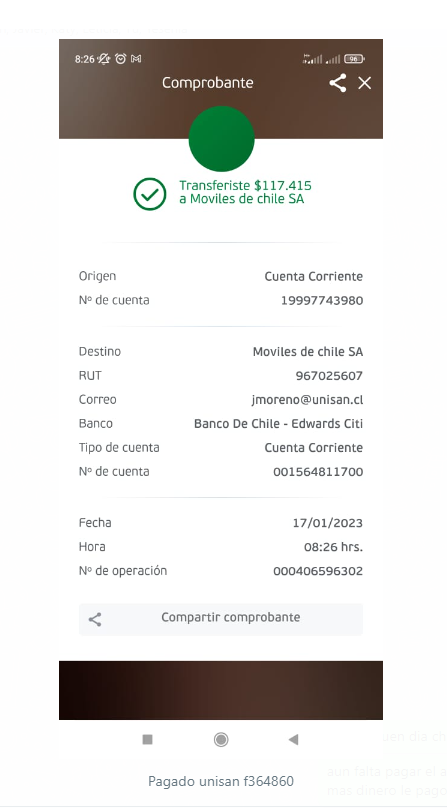 8:26
96
Comprobante
Transferiste $117.415
a Moviles de chile SA
Origen Cuenta Corriente
Nº de cuenta 19997743980
Destino Moviles de chile SA
RUT 967025607
Correo jmoreno@unisan.cl
Banco Banco De Chile - Edwards Citi
Tipo de cuenta Cuenta Corriente
Nº de cuenta 001564811700
Fecha 17/01/2023
Hora 08:26 hrs.
Nº de operación 000406596302
Compartir comprobante
Pagado unisan f364860